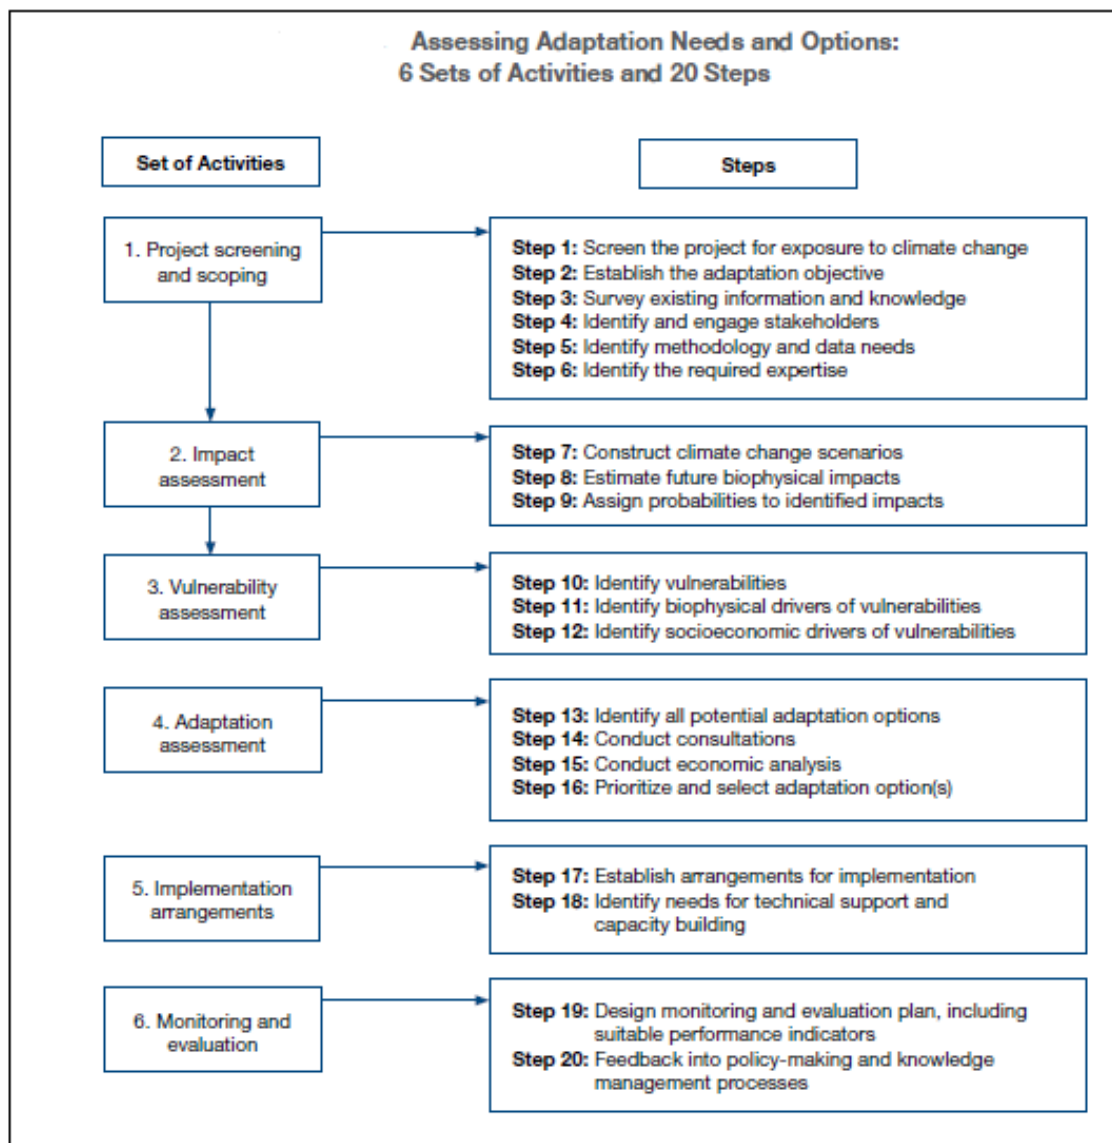 Assessing Adaptation Needs and Options:
6 Sets of Activities and 20 Steps
Set of Activities
Steps
1. Project screening
and scoping
Step 1: Screen the project for exposure to climate change
Step 2: Establish the adaptation objective
Step 3: Survey existing information and knowledge
Step 4: Identify and engage stakeholders
Step 5: Identify methodology and data needs
Step 6: Identify the required expertise
2. Impact
assessment
Step 7: Construct climate change scenarios
Step 8: Estimate future biophysical impacts
Step 9: Assign probabilities to identified impacts
3. Vulnerability
assessment
Step 10: Identify vulnerabilities
Step 11: Identify biophysical drivers of vulnerabilities
Step 12: Identify socioeconomic drivers of vulnerabilities
4. Adaptation
assessment
Step 13: Identify all potential adaptation options
Step 14: Conduct consultations
Step 15: Conduct economic analysis
Step 16: Prioritize and select adaptation option(s)
5. Implementation
arrangements
Step 17: Establish arrangements for implementation
Step 18: Identify needs for technical support and
capacity building
6. Monitoring and
evaluation
Step 19: Design monitoring and evaluation plan, including
suitable performance indicators
Step 20: Feedback into policy-making and knowledge
management processes